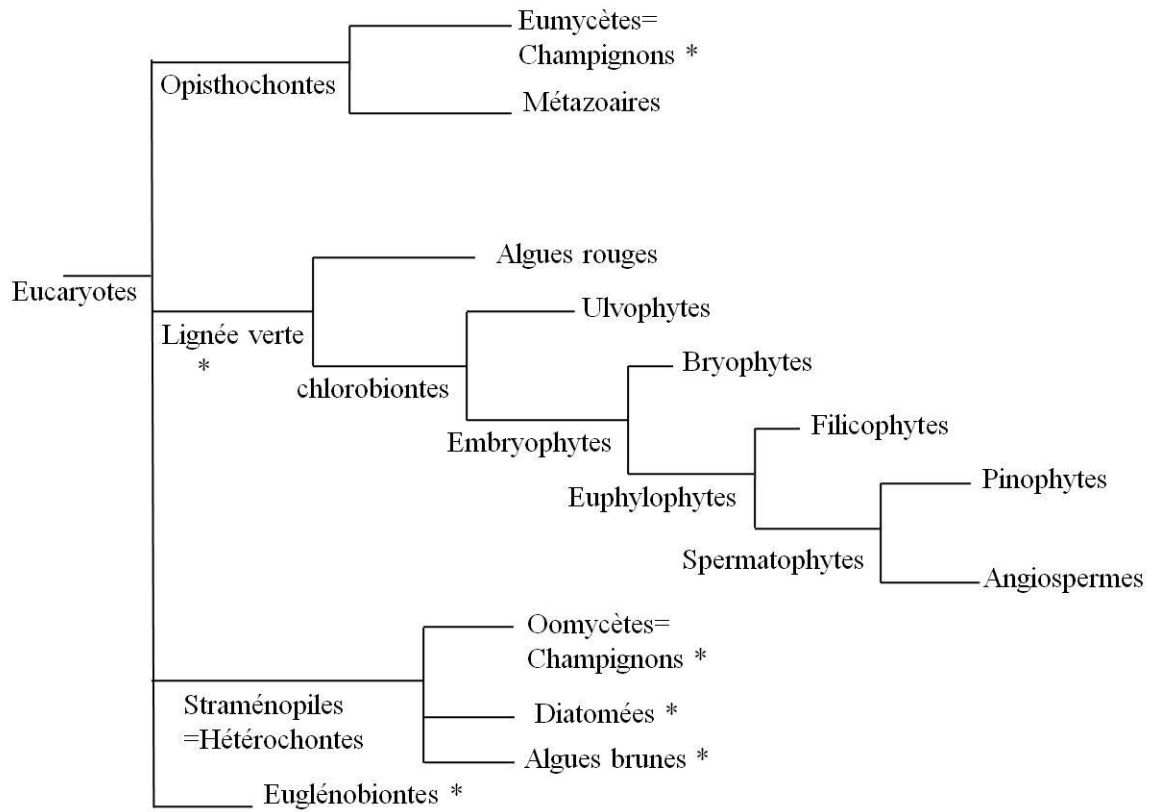 Eumycètes=
Champignons *
Opisthochontes
Métazoaires
Algues rouges
Eucaryotes
Ulvophytes
Lignée verte
*
Bryophytes
chlorobiontes
Filicophytes
Embryophytes
Pinophytes
Euphylophytes
Spermatophytes
Angiospermes
Oomycètes=
Champignons *
Straménopiles
=Hétérochontes
Diatomées *
Algues brunes *
Euglénobiontes *